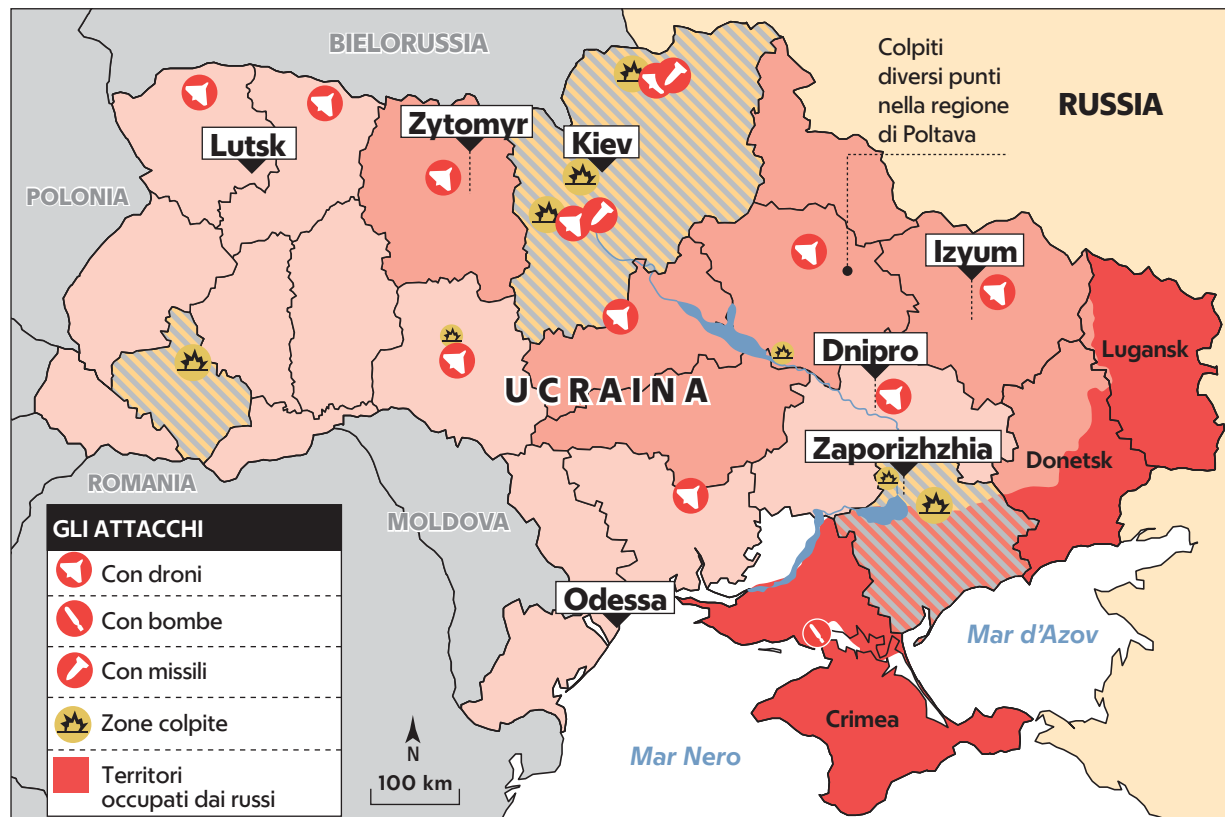 BIELORUSSIA
Colpiti
diversi punti
nella regione
di Poltava
RUSSIA
Zytomyr
Kiev
Lutsk
POLONIA
Izyum
Lugansk
Dnipro
UCRAINA
Zaporizhzhia
Donetsk
ROMANIA
MOLDOVA
GLI ATTACCHI
Con droni
Con bombe
Con missili
Zone colpite
Territori
occupati dai russi
Odessa
Mar d'Azov
Crimea
Mar Nero
N
100 km